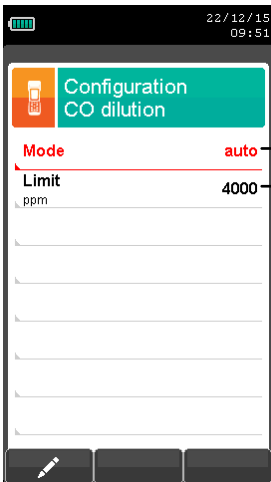 22/12/15
09:51
Configuration
CO dilution
Mode auto
Limit 4000
ppm